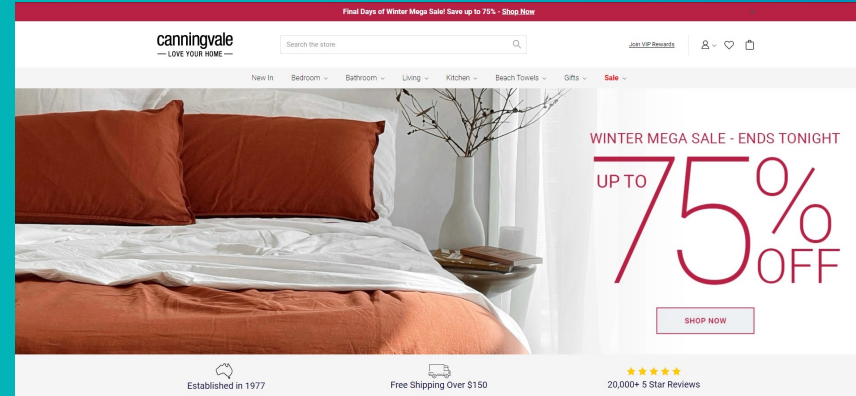 Final Days of Winter Mega Sale! Save up to 75% - Shop Now
canningvale
— LOVE YOUR HOME —
Search the store
Join VIP Rewards
New In Bedroom Bathroom Living Kitchen Beach Towels Gifts Sale
WINTER MEGA SALE - ENDS TONIGHT
UP TO
75%
OFF
SHOP NOW
Established in 1977 Free Shipping Over $150 20,000+ 5 Star Reviews